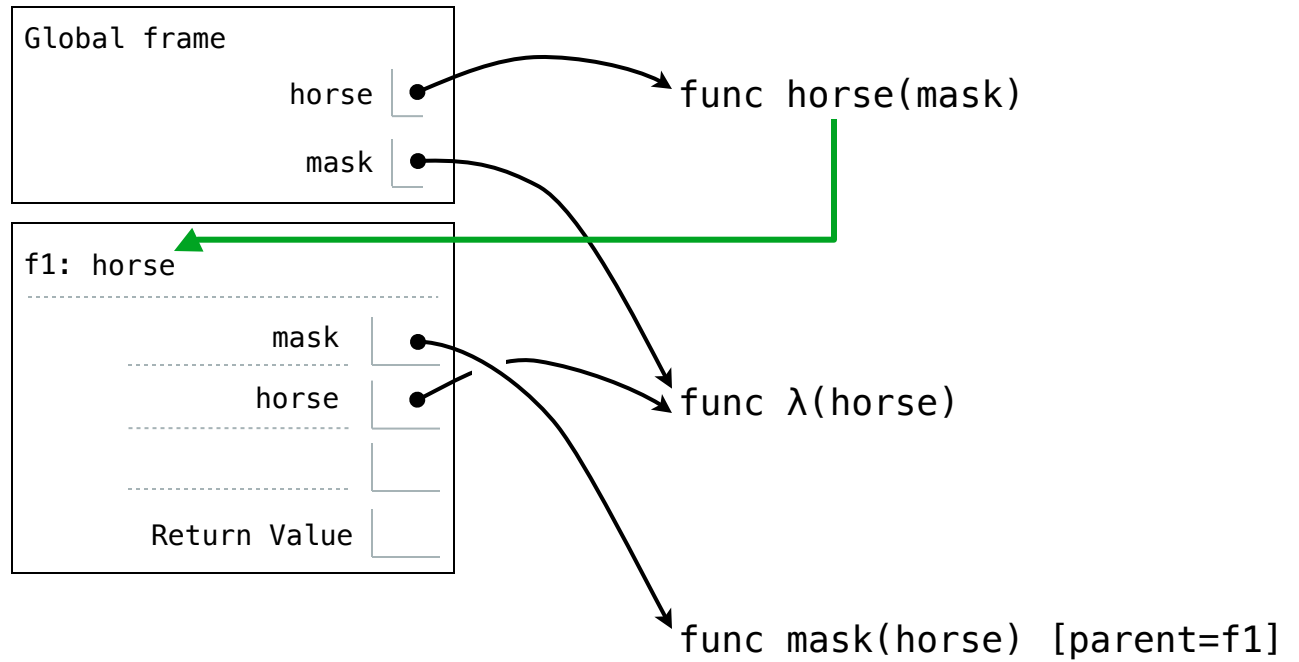 Global frame
horse
func horse(mask)
mask
f1: horse
mask
horse
func λ(horse)
Return Value
func mask(horse) [parent=f1]